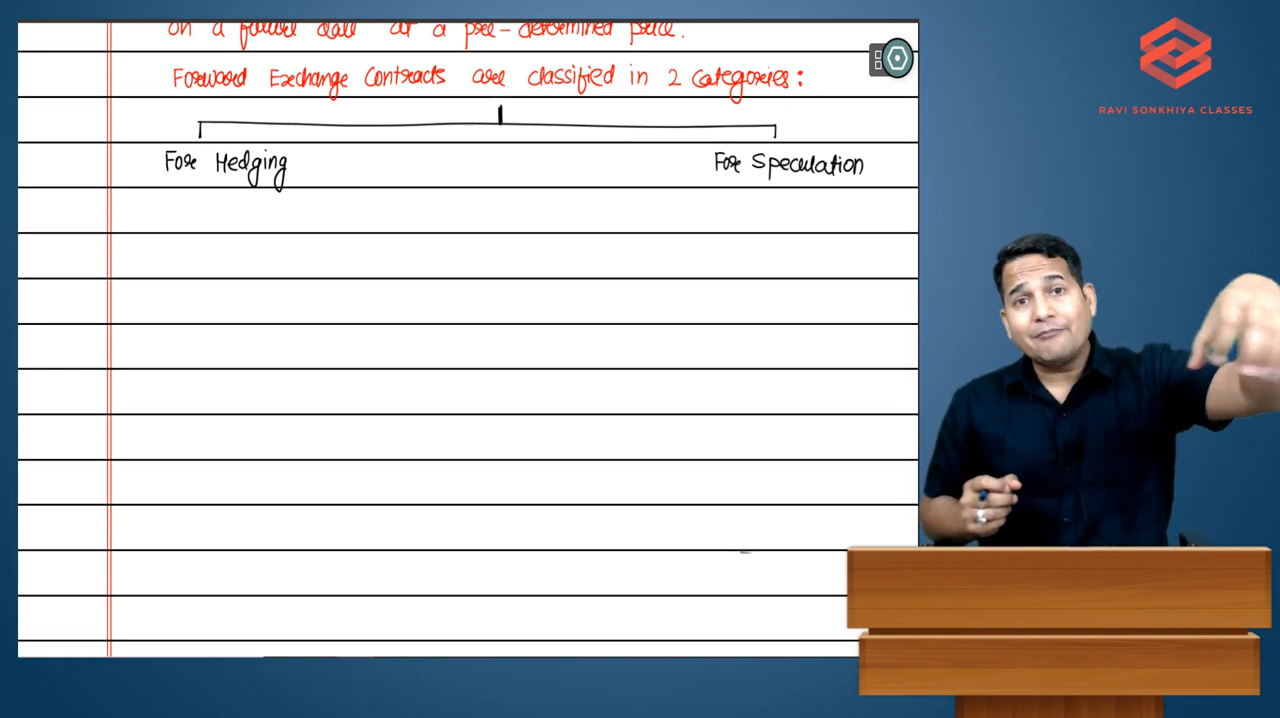 on a future date at a pre-determined price.
Forward Exchange Contracts are classified in 2 Categories:
For Hedging
For Speculation
RAVI SONKHIYA CLASSES